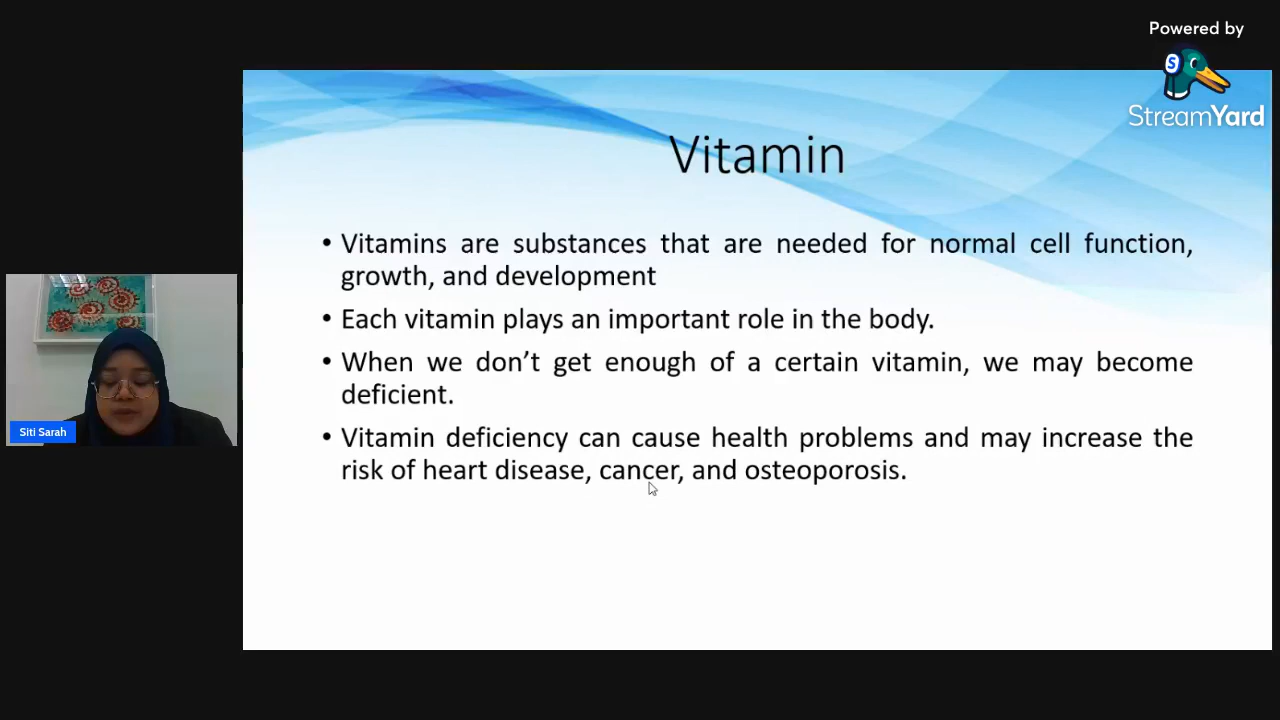 Powered by
S
StreamYard
Vitamin
• Vitamins are substances that are needed for normal cell function,
growth, and development
• Each vitamin plays an important role in the body.
• When we don’t get enough of a certain vitamin, we may become
deficient.
• Vitamin deficiency can cause health problems and may increase the
risk of heart disease, cancer, and osteoporosis.
Siti Sarah